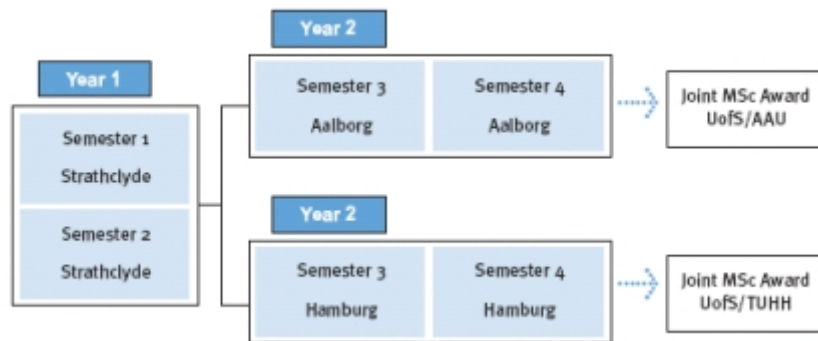 Year 1
Semester 1
Strathclyde
Semester 2
Strathclyde
Year 2
Semester 3
Aalborg
Semester 4
Aalborg
Joint MSc Award
UofS/AAU
Year 2
Semester 3
Hamburg
Semester 4
Hamburg
Joint MSc Award
UofS/TUHH